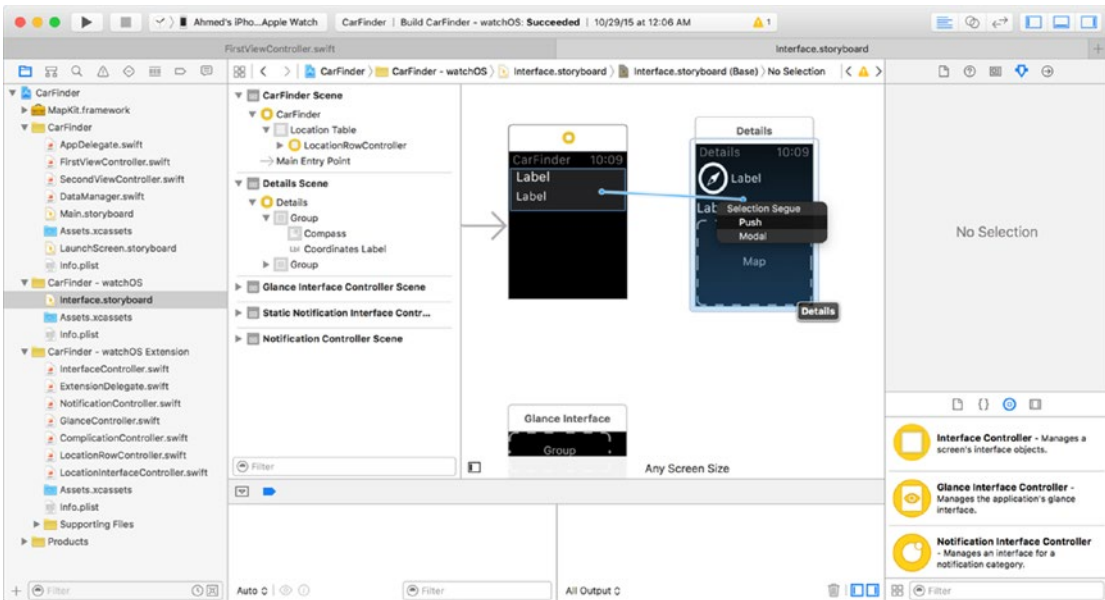 Ahmed's iPho...Apple Watch
CarFinder | Build CarFinder - watchOS: Succeeded | 10/29/15 at 12:06 AM
1
FirstViewController.swift
Interface.storyboard
CarFinder
CarFinder - watchOS
Interface.storyboard
Interface.storyboard (Base)
No Selection
CarFinder
MapKit.framework
CarFinder
AppDelegate.swift
FirstViewController.swift
SecondViewController.swift
DataManager.swift
Main.storyboard
Assets.xcassets
LaunchScreen.storyboard
Info.plist
CarFinder - watchOS
Interface.storyboard
Assets.xcassets
Info.plist
CarFinder - watchOS Extension
InterfaceController.swift
ExtensionDelegate.swift
NotificationController.swift
GlanceController.swift
ComplicationController.swift
LocationRowController.swift
LocationInterfaceController.swift
Assets.xcassets
Info.plist
Supporting Files
Products
Filter
CarFinder Scene
CarFinder
Location Table
LocationRowController
Main Entry Point
Details Scene
Details
Group
Compass
Coordinates Label
Group
Glance Interface Controller Scene
Static Notification Interface Contr...
Notification Controller Scene
Filter
CarFinder 10:09
Label
Label
Details
Details 10:09
Label
Lab
Selection Segue
Push
Modal
Map
Details
Glance Interface
Group
Any Screen Size
Auto
Filter
All Output
No Selection
Interface Controller - Manages a
screen's interface objects.
Glance Interface Controller -
Manages the application's glance
interface.
Notification Interface Controller
- Manages an interface for a
notification category.
Filter